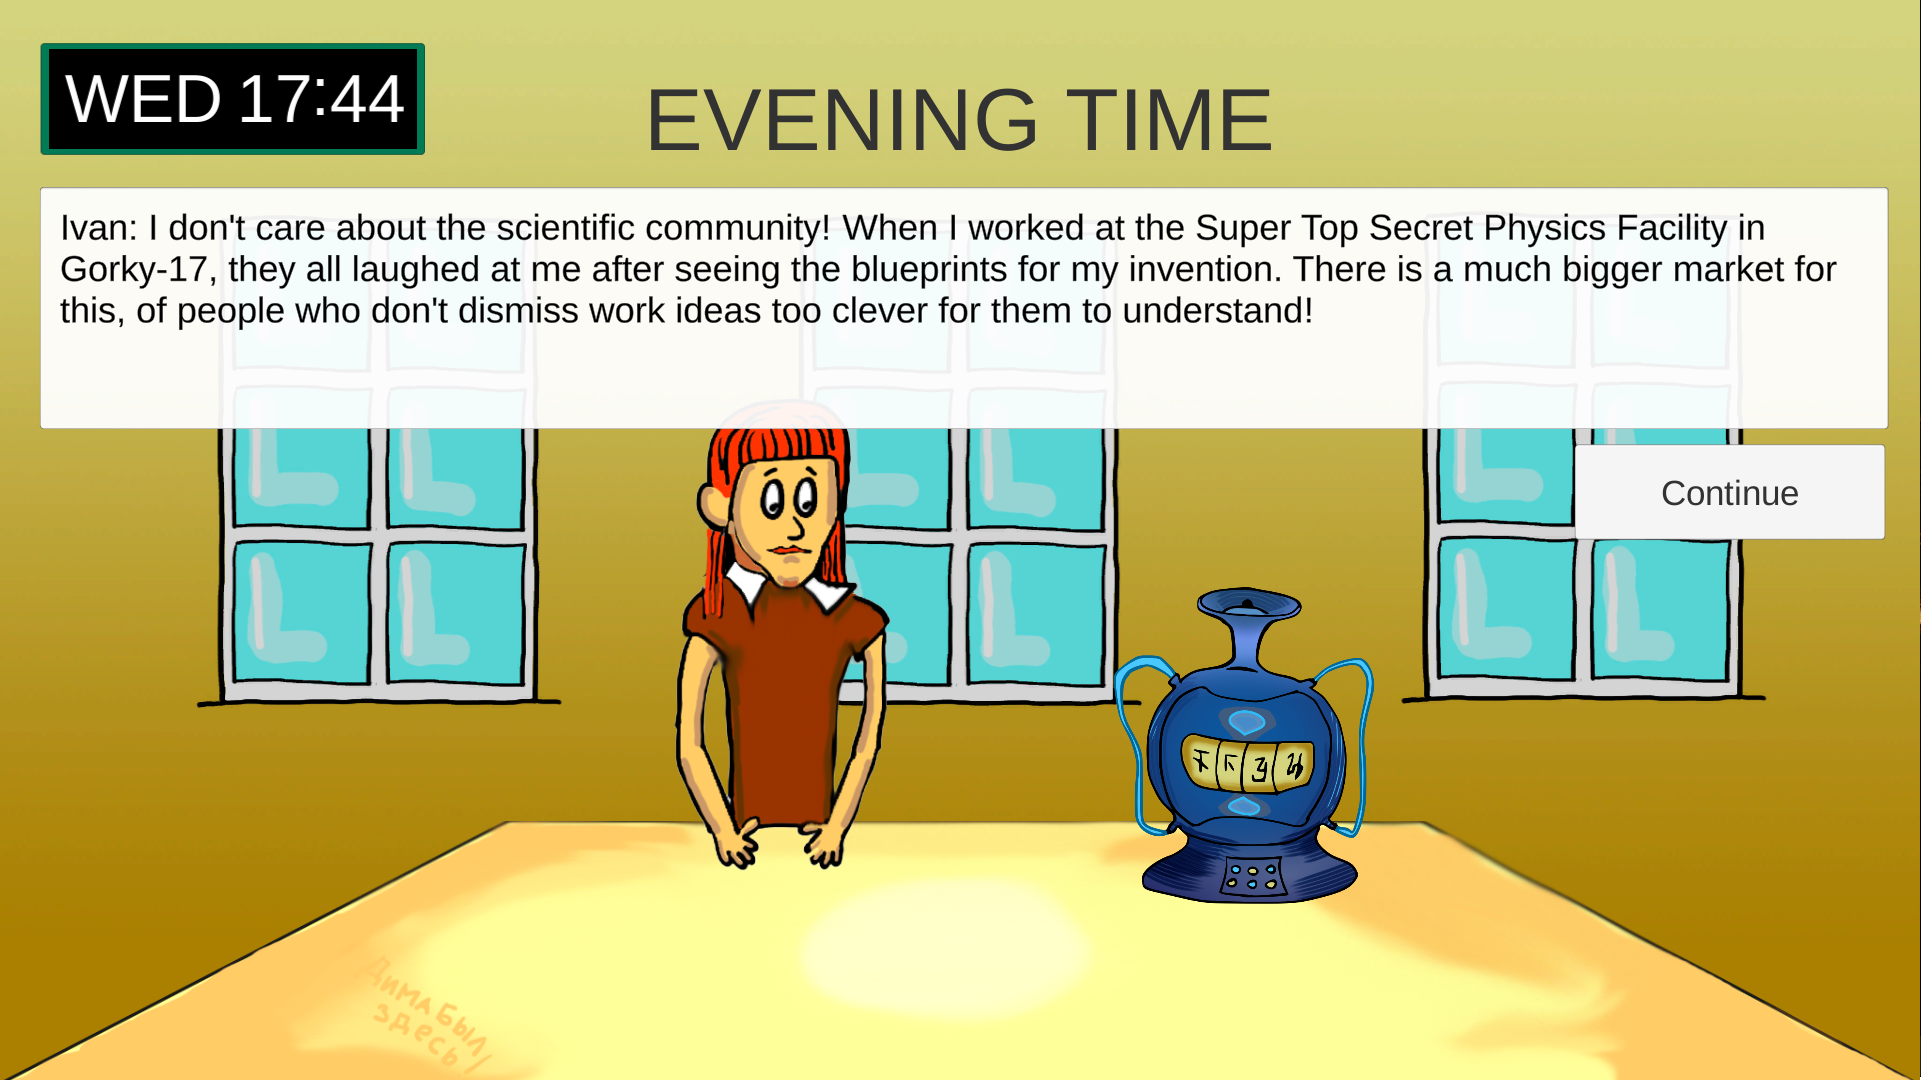 WED 17:44
EVENING TIME
Ivan: I don't care about the scientific community! When I worked at the Super Top Secret Physics Facility in
Gorky-17, they all laughed at me after seeing the blueprints for my invention. There is a much bigger market for
this, of people who don't dismiss work ideas too clever for them to understand!
Continue
ДИМА БЫЛ
ЗДЕСЬ!